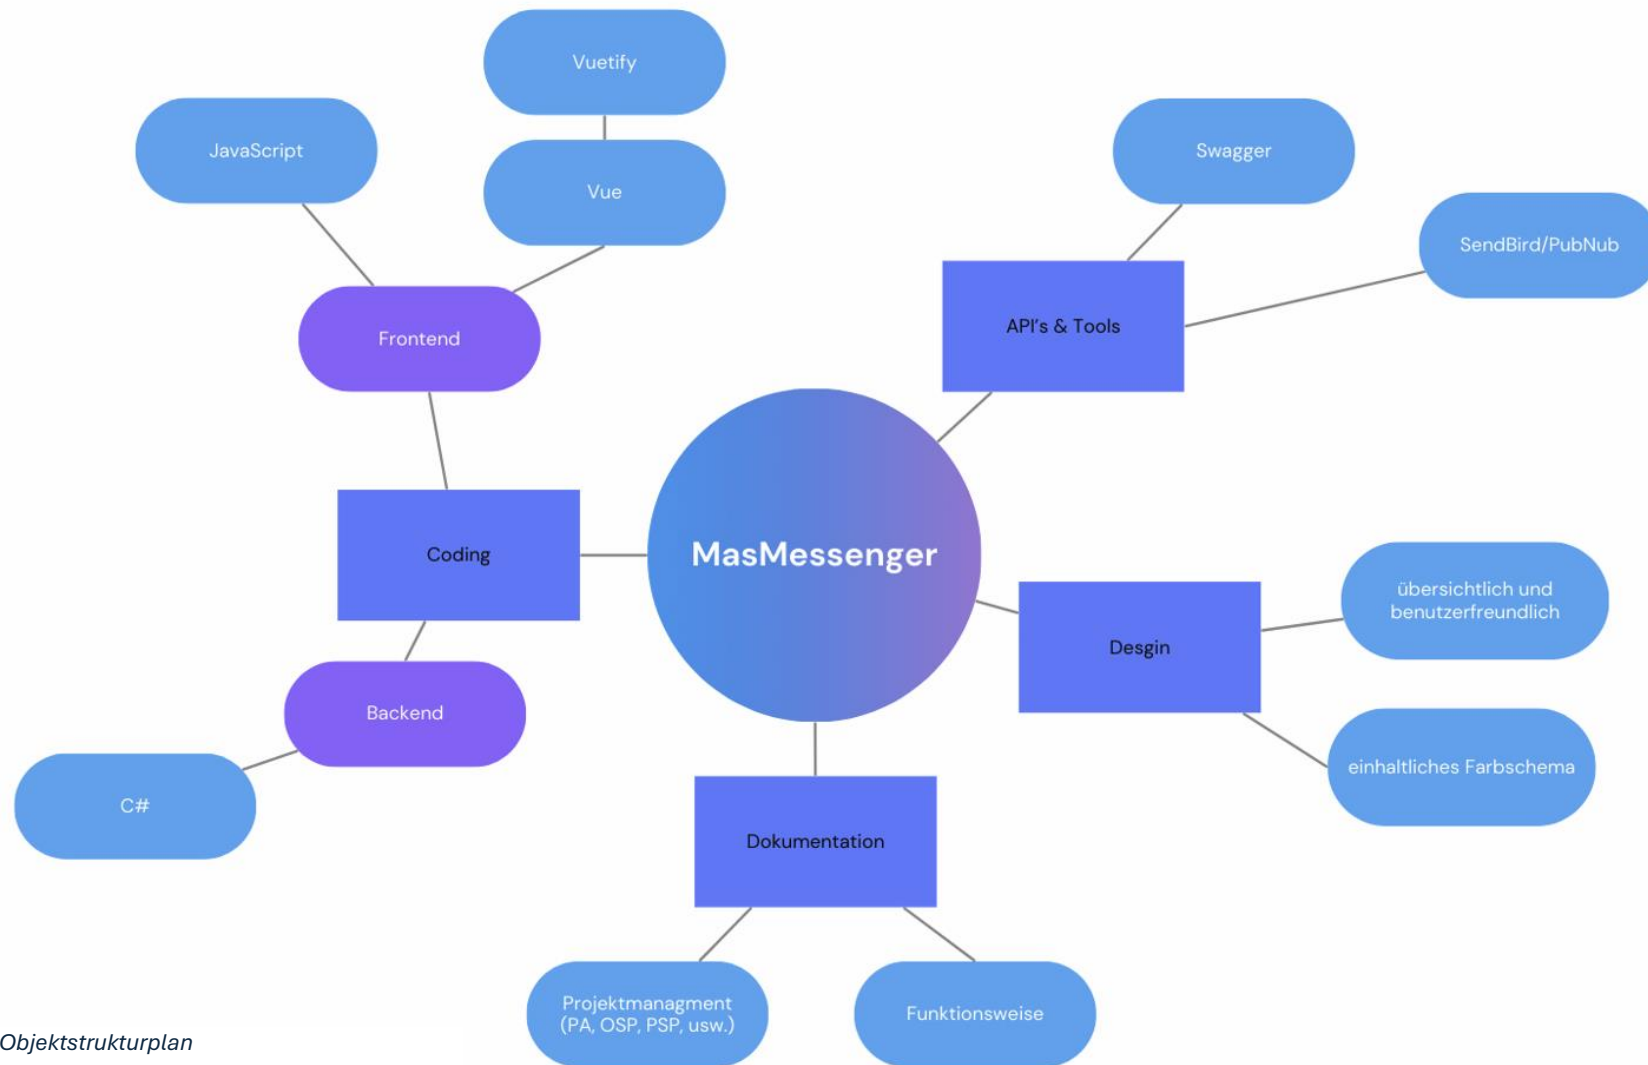 Vuetify
JavaScript
Vue
Swagger
SendBird/PubNub
API's & Tools
Frontend
Coding
MasMessenger
übersichtlich und
benutzerfreundlich
Desgin
Backend
einhaltliches Farbschema
C#
Dokumentation
Projektmanagment
(PA, OSP, PSP, usw.)
Funktionsweise
Objektstrukturplan